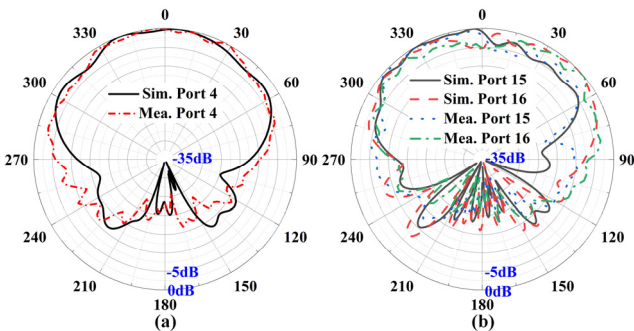 0
330
30
300
60
Sim. Port 4
Mea. Port 4
270
-35dB
90
240
120
-5dB
210
0dB
150
180
(a)
0
330
30
300
60
Sim. Port 15
Sim. Port 16
Mea. Port 15
Mea. Port 16
270
-35dB
90
240
120
-5dB
210
0dB
150
180
(b)